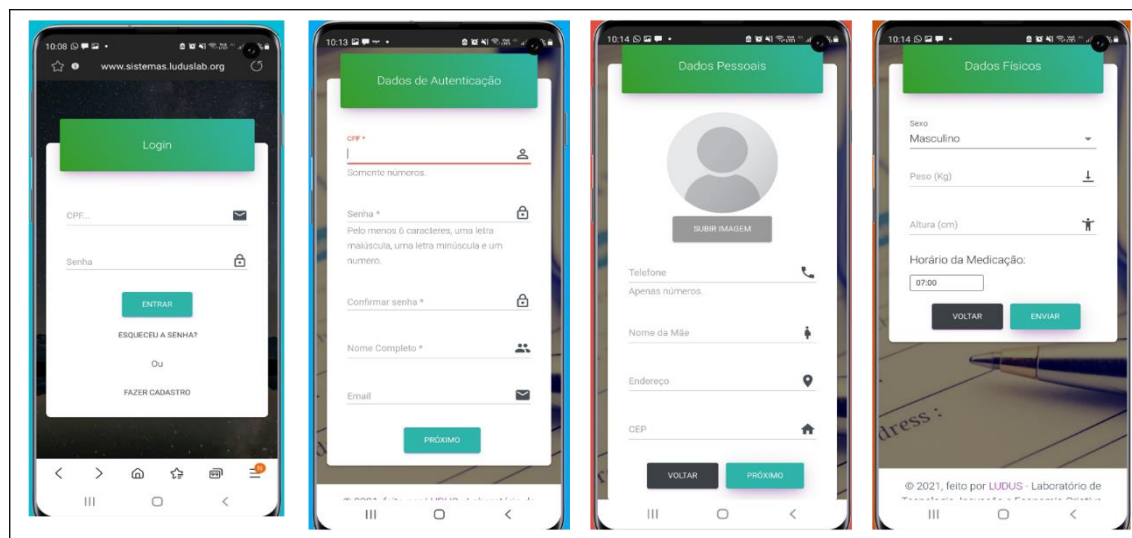 10:08
www.sistemas.luduslab.org
Login
CPF...
Senha
ENTRAR
ESQUECEU A SENHA?
Ou
FAZER CADASTRO
N
10:13
Dados de Autenticação
CPF *
Somente números.
Senha *
Pelo menos 6 caracteres, uma letra
maiúscula, uma letra minúscula e um
numero.
Confirmar senha *
Nome Completo *
Email
PRÓXIMO
10:14
Dados Pessoais
SUBIR IMAGEM
Telefone
Apenas números.
Nome da Mãe
Endereço
CEP
VOLTAR
PRÓXIMO
10:14
Dados Físicos
Sexo
Masculino
Peso (Kg)
Altura (cm)
Horário da Medicação:
07:00
VOLTAR
ENVIAR
dress:
© 2021, feito por LUDUS - Laboratório de